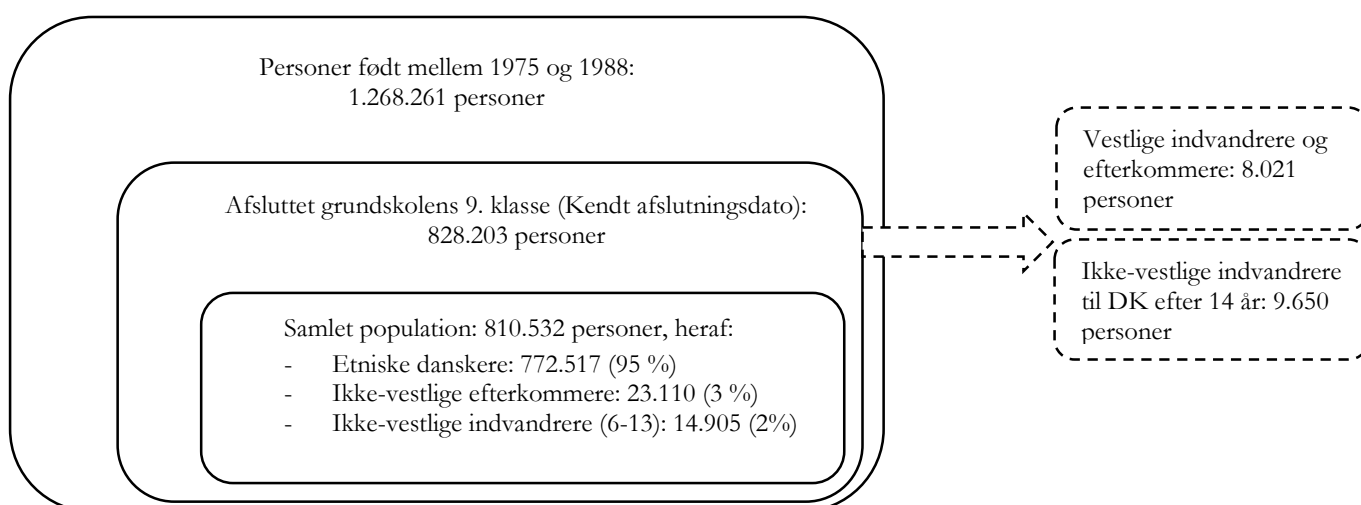 Personer født mellem 1975 og 1988:
1.268.261 personer
Afsluttet grundskolens 9. klasse (Kendt afslutningsdato):
828.203 personer
Samlet population: 810.532 personer, heraf:
- Etniske danskere: 772.517 (95 %)
- Ikke-vestlige efterkommere: 23.110 (3 %)
- Ikke-vestlige indvandrere (6-13): 14.905 (2%)
Vestlige indvandrere og
efterkommere: 8.021
personer
Ikke-vestlige indvandrere
til DK efter 14 år: 9.650
personer